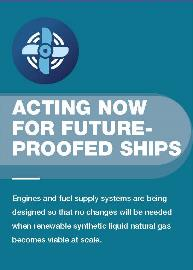 ACTING NOW
FOR FUTURE-
PROOFED SHIPS
Engines and fuel supply systems are being
designed so that no changes will be needed
when renewable synthetic liquid natural gas
becomes viable at scale.